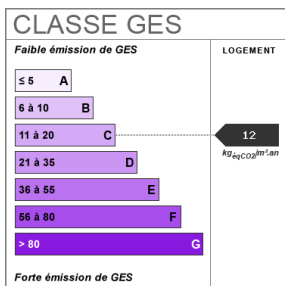 CLASSE GES
Faible émission de GES
LOGEMENT
≤ 5 A
6 à 10 B
11 à 20 C
12
kgéqCO2/m².an
21 à 35 D
36 à 55 E
56 à 80 F
> 80 G
Forte émission de GES